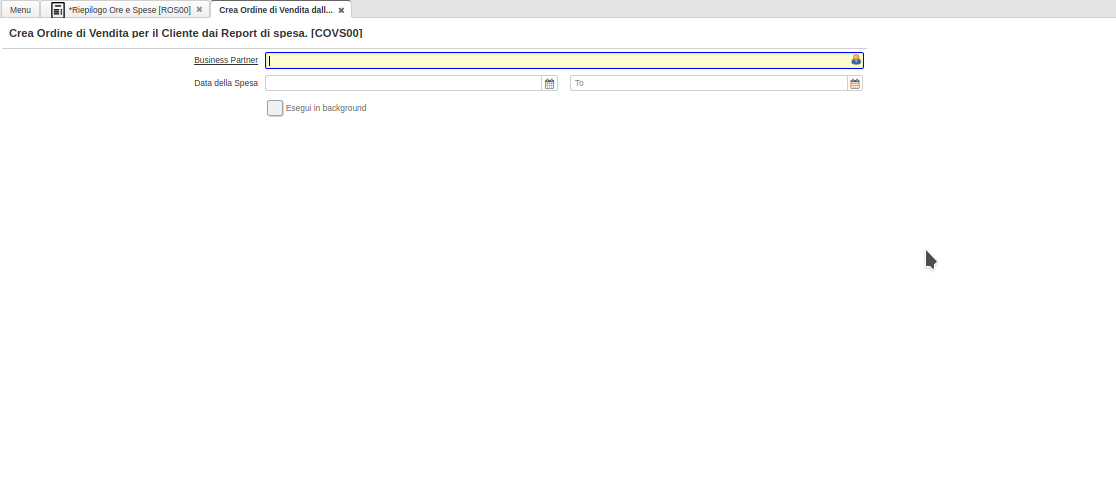 Menu *Riepilogo Ore e Spese [ROS00] Crea Ordine di Vendita dall...
Crea Ordine di Vendita per il Cliente dai Report di spesa. [COVS00]
Business Partner
Data della Spesa To
Esegui in background